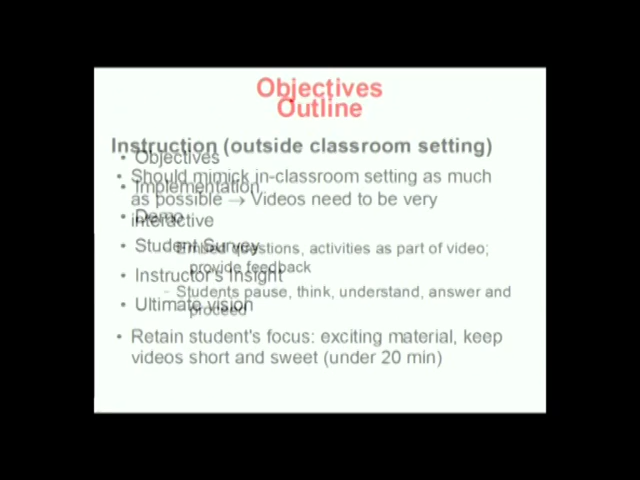 Objectives
Outline
Instruction (outside classroom setting)
• Objectives
• Should mimick in-classroom setting as much
• Implementation
as possible → Videos need to be very
• Demo
interactive
• Student Survey
– Embed questions, activities as part of video;
provide feedback
• Instructor's Insight
– Students pause, think, understand, answer and
• Ultimate vision
proceed
• Retain student's focus: exciting material, keep
videos short and sweet (under 20 min)